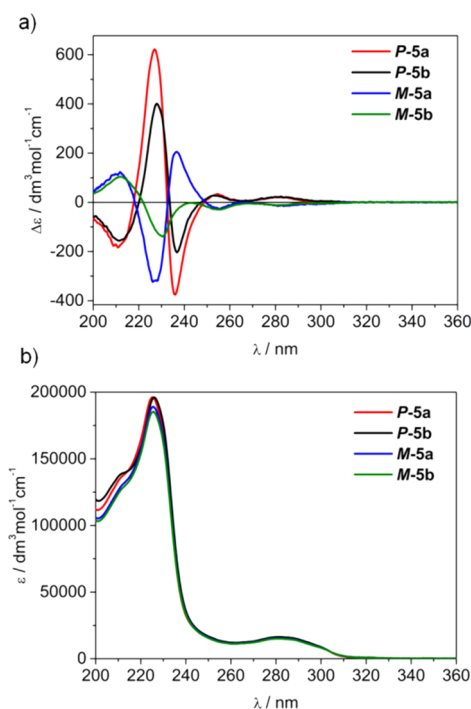 a)
600
400
200
0
-200
-400
Δε / dm³mol⁻¹cm⁻¹
P-5a
P-5b
M-5a
M-5b
200 220 240 260 280 300 320 340 360
λ / nm
b)
200000
150000
100000
50000
0
ε / dm³mol⁻¹cm⁻¹
P-5a
P-5b
M-5a
M-5b
200 220 240 260 280 300 320 340 360
λ / nm